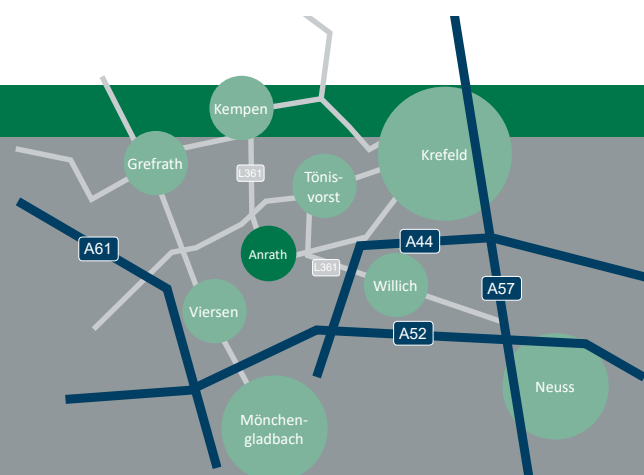 Kempen
Krefeld
Grefrath
L361
Tönis-
vorst
A61
Anrath
A44
L361
Willich
A57
Viersen
A52
Neuss
Mönchen-
gladbach